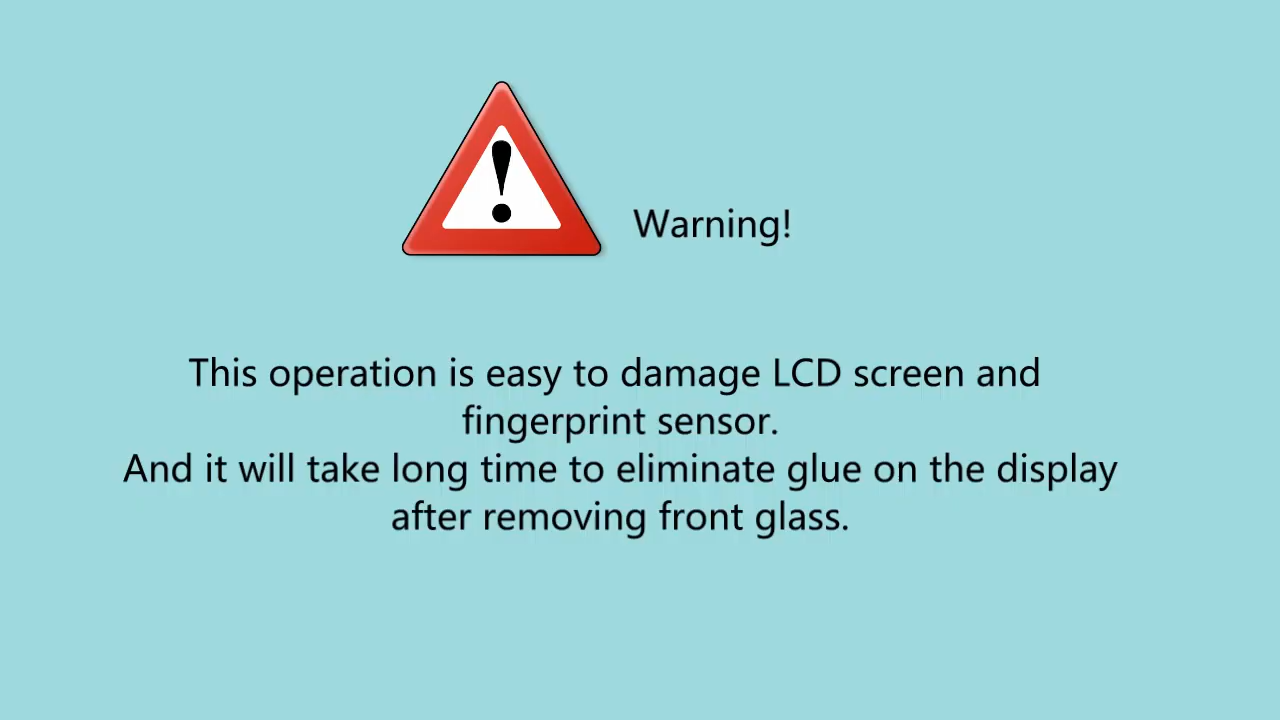 Warning!
This operation is easy to damage LCD screen and
fingerprint sensor.
And it will take long time to eliminate glue on the display
after removing front glass.